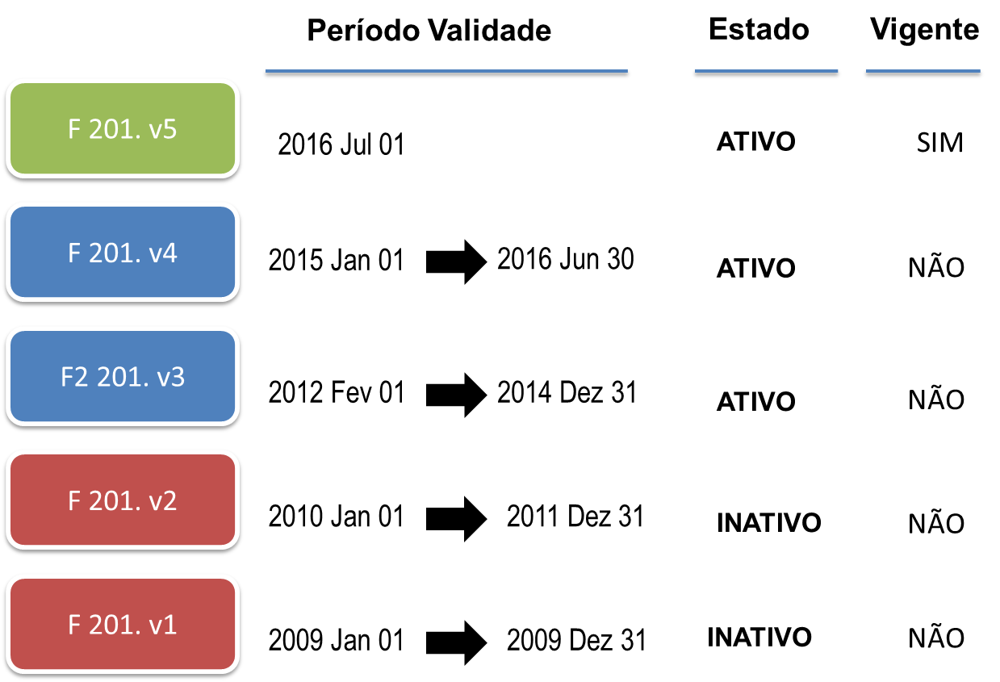 Período Validade Estado Vigente
F 201. v5 2016 Jul 01 ATIVO SIM
F 201. v4 2015 Jan 01 2016 Jun 30 ATIVO NÃO
F2 201. v3 2012 Fev 01 2014 Dez 31 ATIVO NÃO
F 201. v2 2010 Jan 01 2011 Dez 31 INATIVO NÃO
F 201. v1 2009 Jan 01 2009 Dez 31 INATIVO NÃO